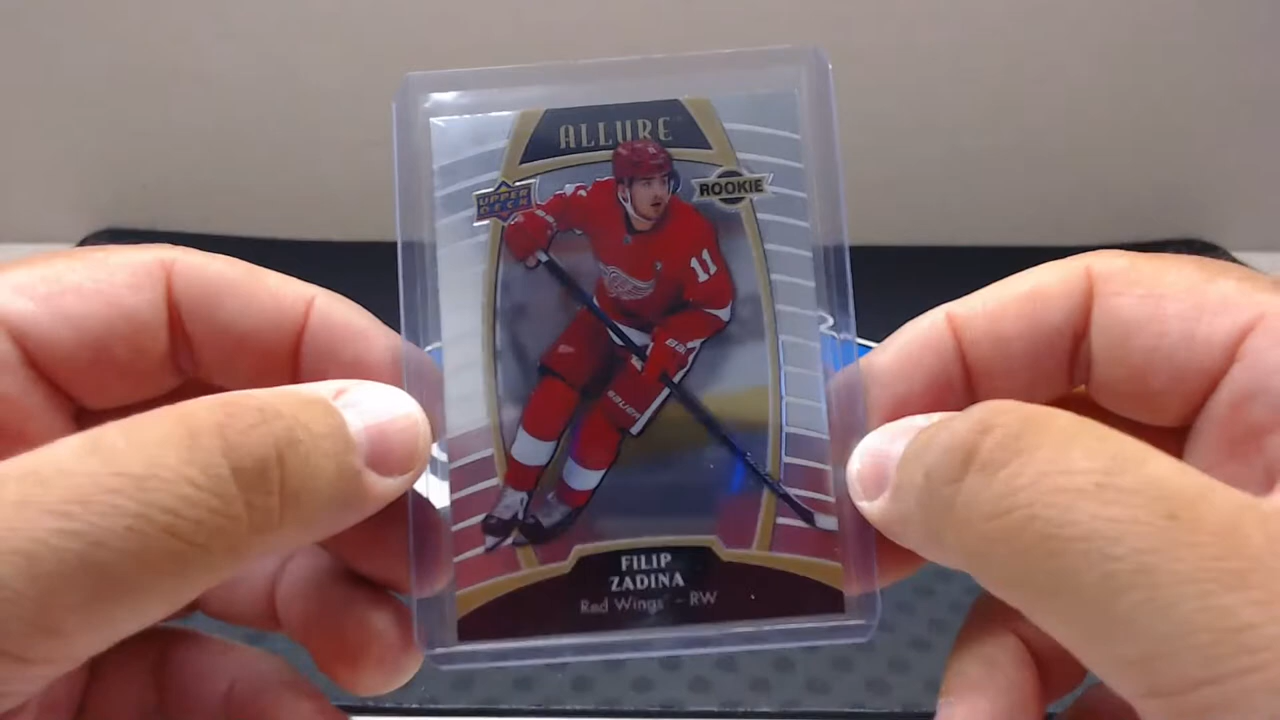 ALLURE
UPPER
DECK
ROOKIE
11
BAUER
FILIP
ZADINA
Red Wings - RW